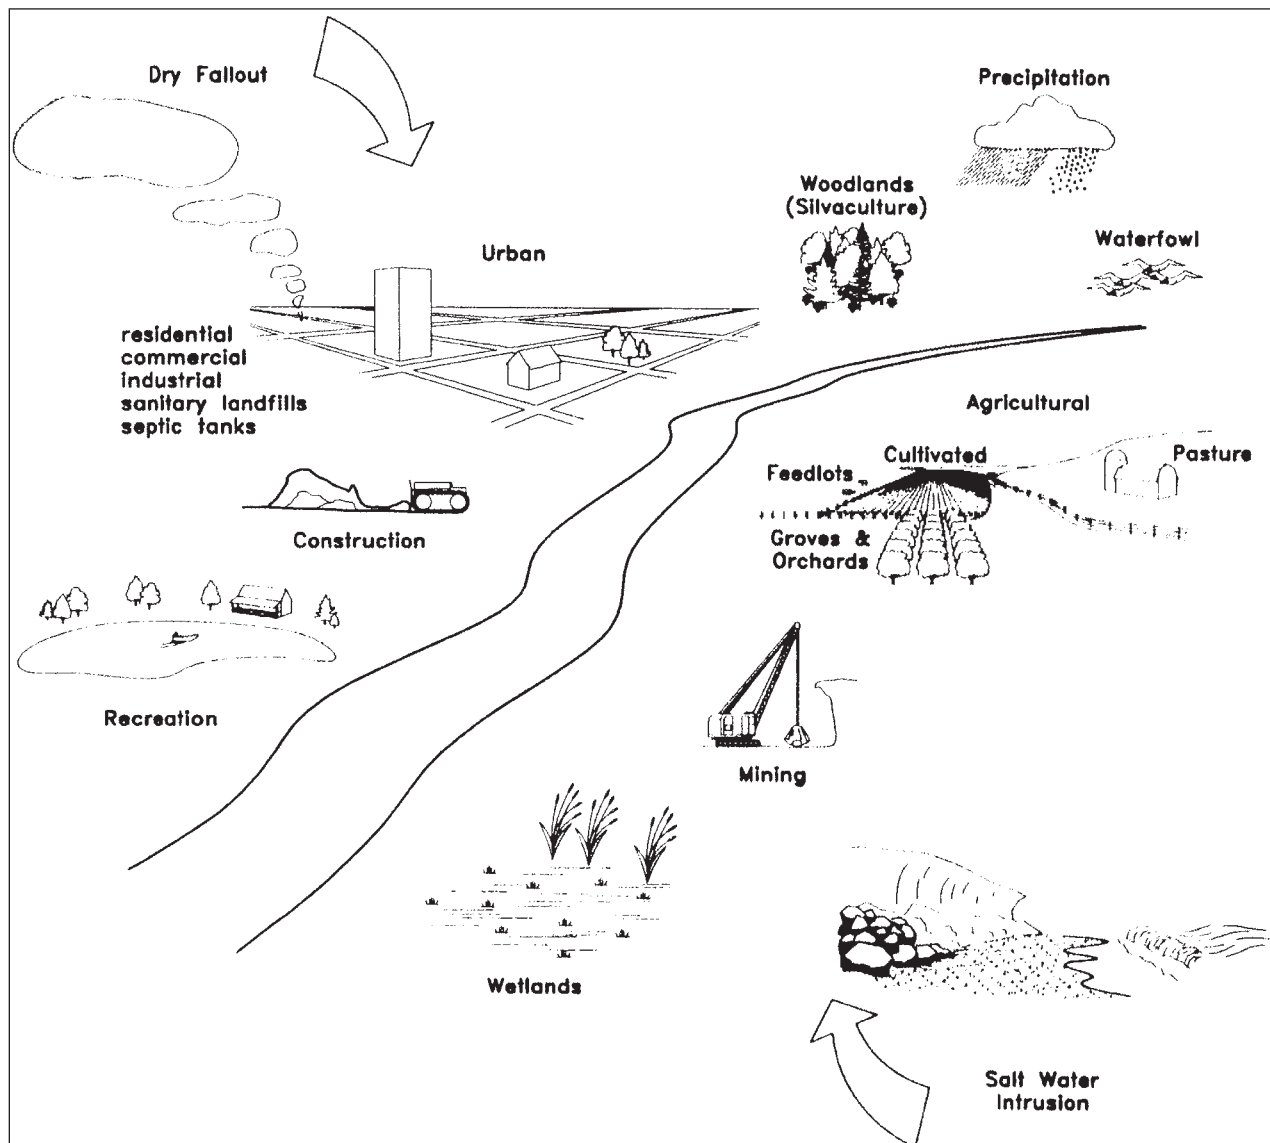 Dry Fallout
Precipitation
Woodlands
(Silvaculture)
Waterfowl
Urban
residential
commercial
industrial
sanitary landfills
septic tanks
Agricultural
Cultivated
Pasture
Feedlots
Groves &
Orchards
Construction
Recreation
Mining
Wetlands
Salt Water
Intrusion